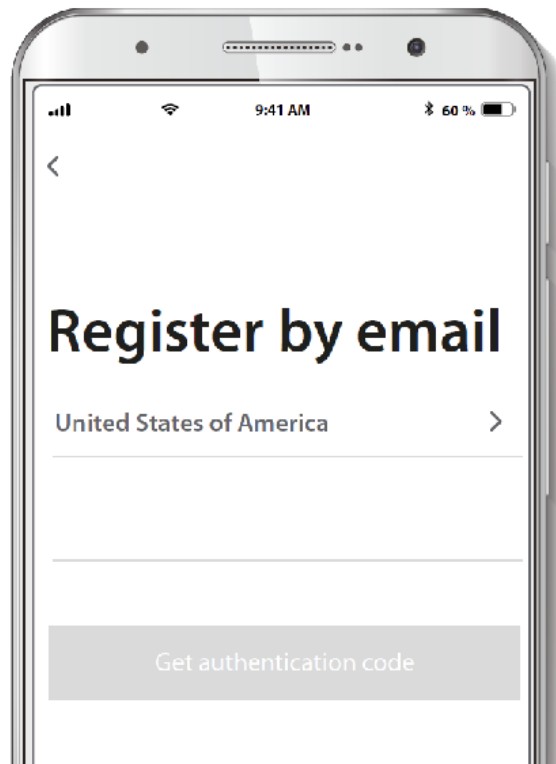 9:41 AM
60 %
Register by email
United States of America
Get authentication code